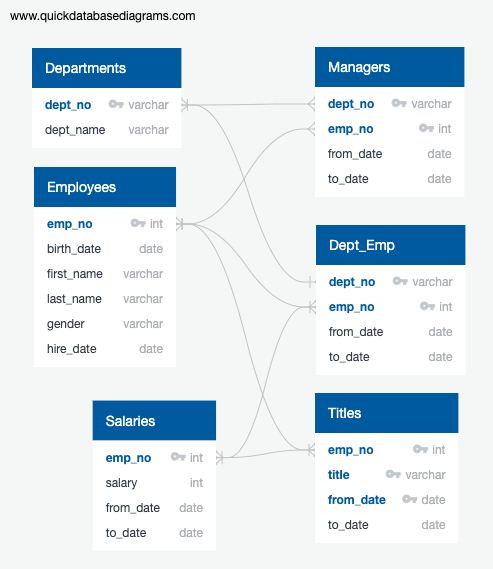 www.quickdatabasediagrams.com
Departments
dept_no varchar
dept_name varchar
Employees
emp_no int
birth_date date
first_name varchar
last_name varchar
gender varchar
hire_date date
Salaries
emp_no int
salary int
from_date date
to_date date
Managers
dept_no varchar
emp_no int
from_date date
to_date date
Dept_Emp
dept_no varchar
emp_no int
from_date date
to_date date
Titles
emp_no int
title varchar
from_date date
to_date date